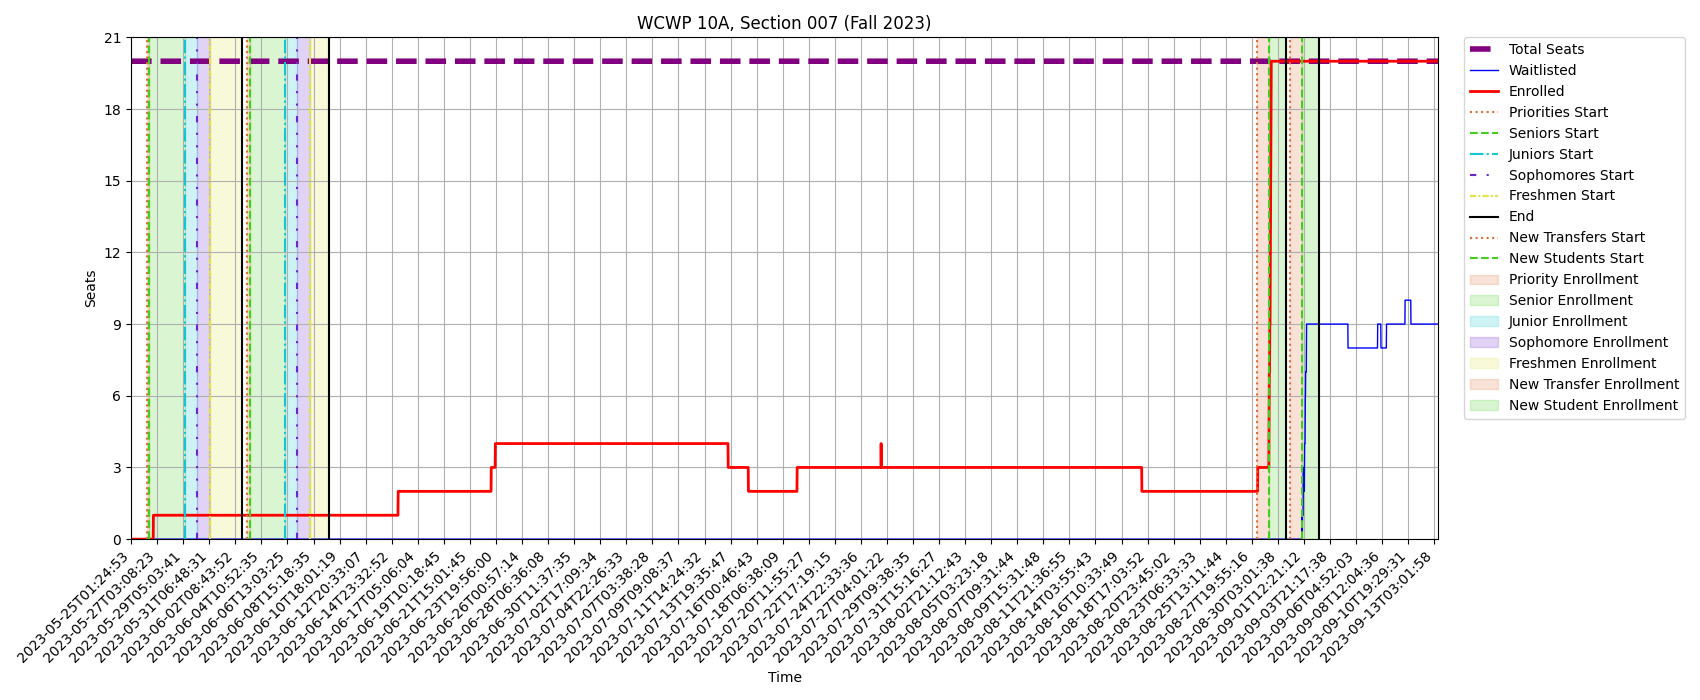 WCWP 10A, Section 007 (Fall 2023)
Seats
21
18
15
12
9
6
3
0
2023-05-25T01:24:53
2023-05-27T03:08:23
2023-05-29T05:03:41
2023-05-31T06:48:31
2023-06-02T08:43:52
2023-06-04T10:52:35
2023-06-06T13:03:25
2023-06-08T15:18:35
2023-06-10T18:01:19
2023-06-12T20:33:07
2023-06-14T23:32:52
2023-06-17T05:06:04
2023-06-19T10:18:45
2023-06-21T15:01:45
2023-06-23T19:56:00
2023-06-26T00:57:14
2023-06-28T06:36:08
2023-06-30T11:37:35
2023-07-02T17:09:34
2023-07-04T22:26:33
2023-07-07T03:38:28
2023-07-09T09:08:37
2023-07-11T14:24:32
2023-07-13T19:35:47
2023-07-16T00:46:43
2023-07-18T06:38:09
2023-07-20T11:55:27
2023-07-22T17:19:15
2023-07-24T22:33:36
2023-07-27T04:01:22
2023-07-29T09:38:35
2023-07-31T15:16:27
2023-08-02T21:12:43
2023-08-05T03:23:18
2023-08-07T09:31:44
2023-08-09T15:31:48
2023-08-11T21:36:55
2023-08-14T03:55:43
2023-08-16T10:33:49
2023-08-18T17:03:52
2023-08-20T23:45:02
2023-08-23T06:33:33
2023-08-25T13:11:44
2023-08-27T19:55:16
2023-08-30T03:01:38
2023-09-01T12:21:12
2023-09-03T21:17:38
2023-09-06T04:52:03
2023-09-08T12:04:36
2023-09-10T19:29:31
2023-09-13T03:01:58
Time
Total Seats
Waitlisted
Enrolled
Priorities Start
Seniors Start
Juniors Start
Sophomores Start
Freshmen Start
End
New Transfers Start
New Students Start
Priority Enrollment
Senior Enrollment
Junior Enrollment
Sophomore Enrollment
Freshmen Enrollment
New Transfer Enrollment
New Student Enrollment